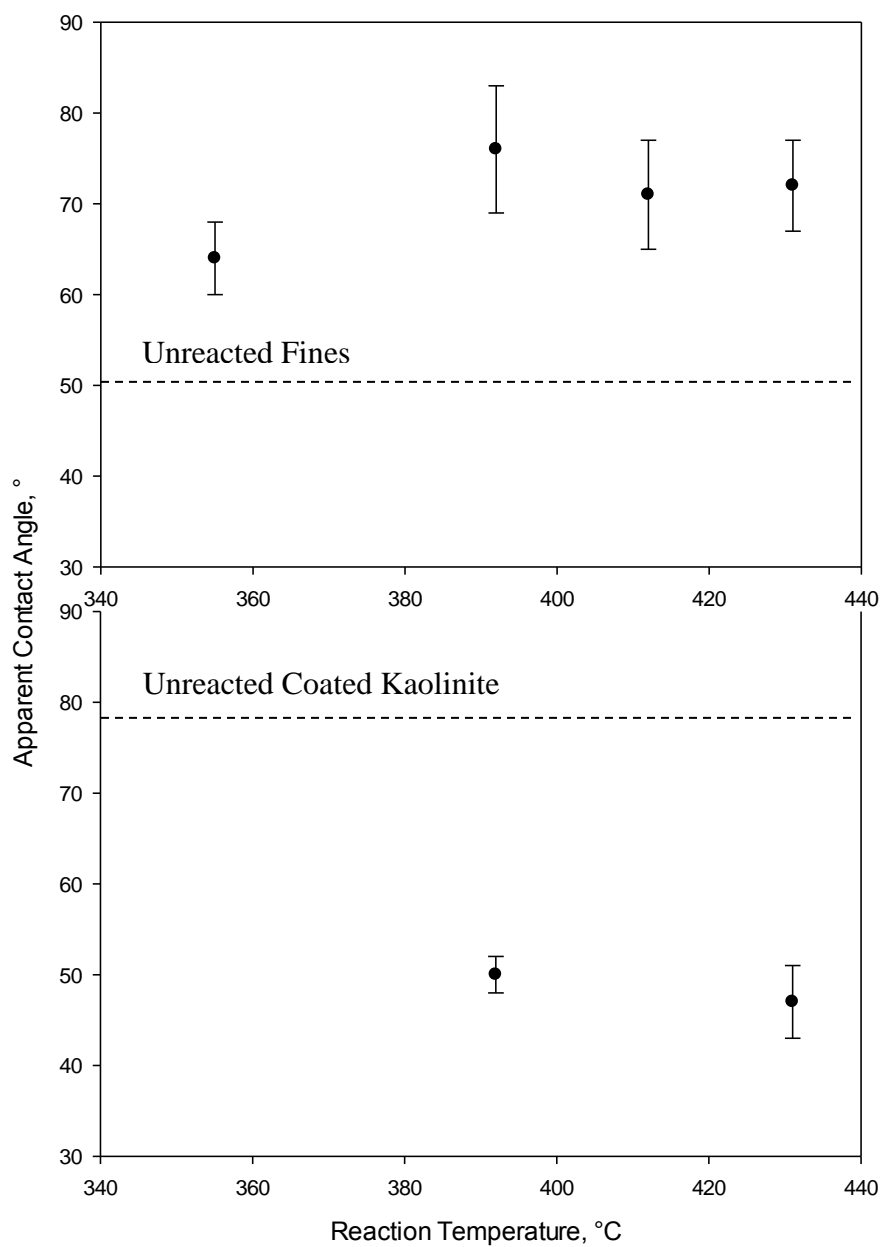 90
80
70
60
Unreacted Fines
50
40
30
340 360 380 400 420 440
Apparent Contact Angle, °
90
Unreacted Coated Kaolinite
80
70
60
50
40
30
340 360 380 400 420 440
Reaction Temperature, °C